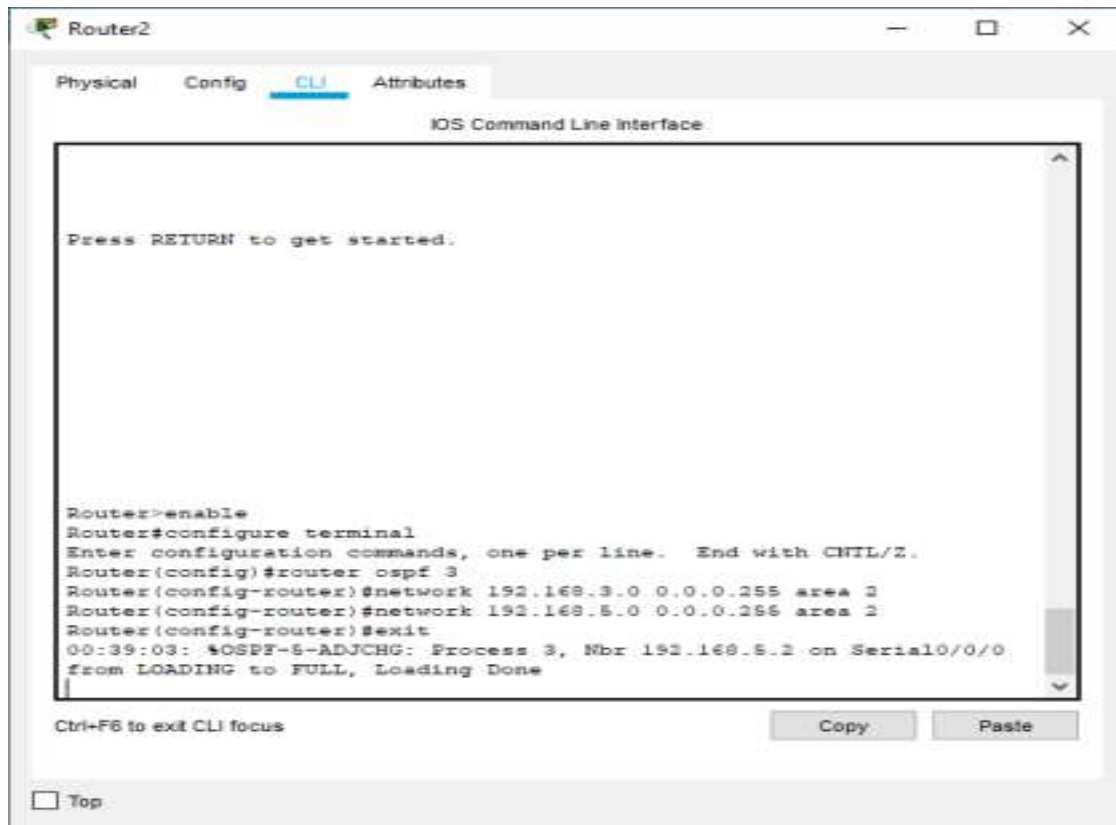 Router2
Physical Config CLI Attributes
IOS Command Line Interface
Press RETURN to get started.
Router>enable
Router#configure terminal
Enter configuration commands, one per line.  End with CNTL/Z.
Router(config)#router ospf 3
Router(config-router)#network 192.168.3.0 0.0.0.255 area 2
Router(config-router)#network 192.168.5.0 0.0.0.255 area 2
Router(config-router)#exit
00:39:03: %OSPF-5-ADJCHG: Process 3, Nbr 192.168.5.2 on Serial0/0/0
from LOADING to FULL, Loading Done
Ctrl+F6 to exit CLI focus
Copy Paste
Top